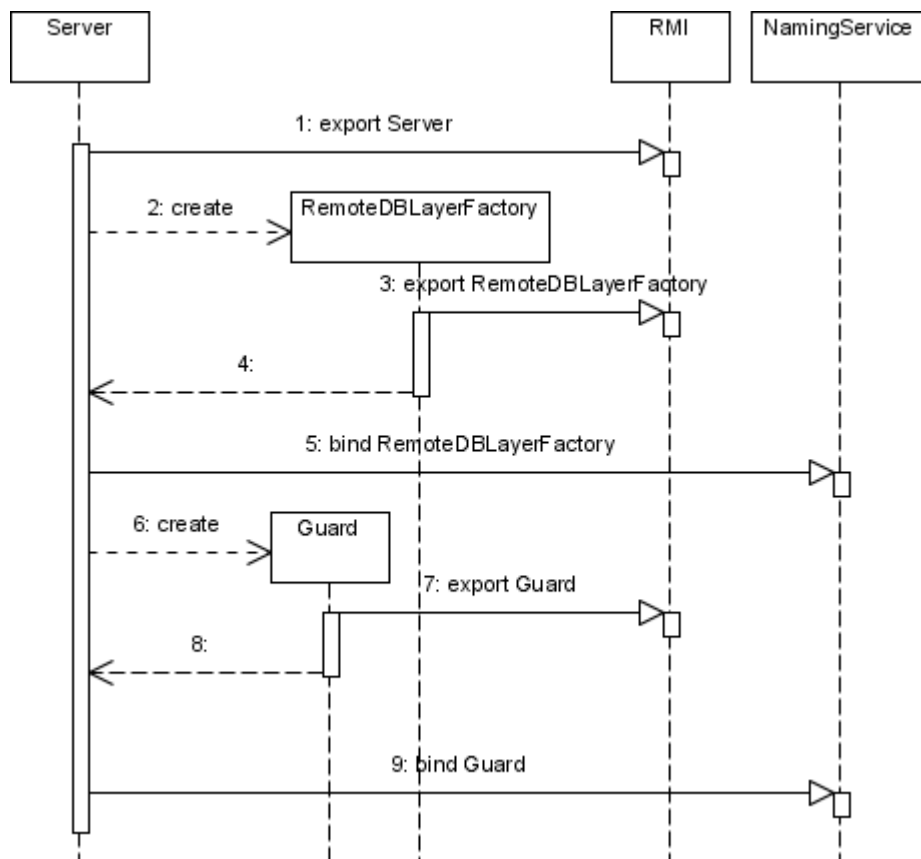 Server
RMI
NamingService
1: export Server
2: create
RemoteDBLayerFactory
3: export RemoteDBLayerFactory
4:
5: bind RemoteDBLayerFactory
6: create
Guard
7: export Guard
8:
9: bind Guard